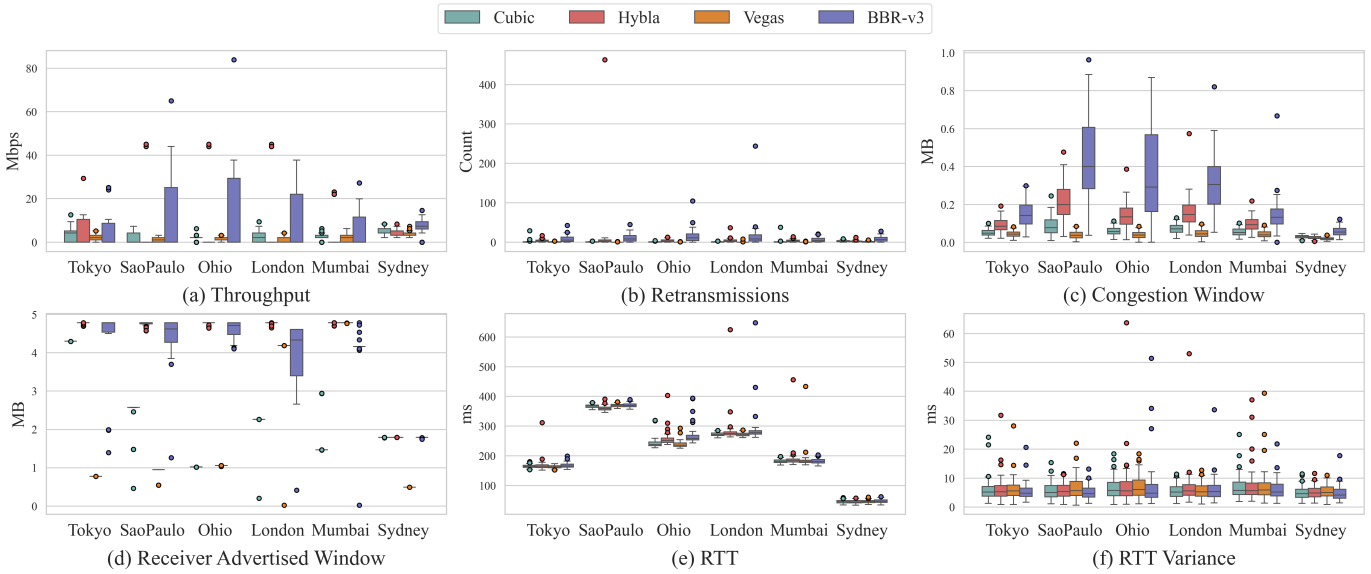 Cubic Hybla Vegas BBR-v3
80
60
40
20
0
Mbps
Tokyo SaoPaulo Ohio London Mumbai Sydney
(a) Throughput
400
300
200
100
0
Count
Tokyo SaoPaulo Ohio London Mumbai Sydney
(b) Retransmissions
1.0
0.8
0.6
0.4
0.2
0.0
MB
Tokyo SaoPaulo Ohio London Mumbai Sydney
(c) Congestion Window
5
4
3
2
1
0
MB
Tokyo SaoPaulo Ohio London Mumbai Sydney
(d) Receiver Advertised Window
600
500
400
300
200
100
ms
Tokyo SaoPaulo Ohio London Mumbai Sydney
(e) RTT
60
50
40
30
20
10
0
ms
Tokyo SaoPaulo Ohio London Mumbai Sydney
(f) RTT Variance